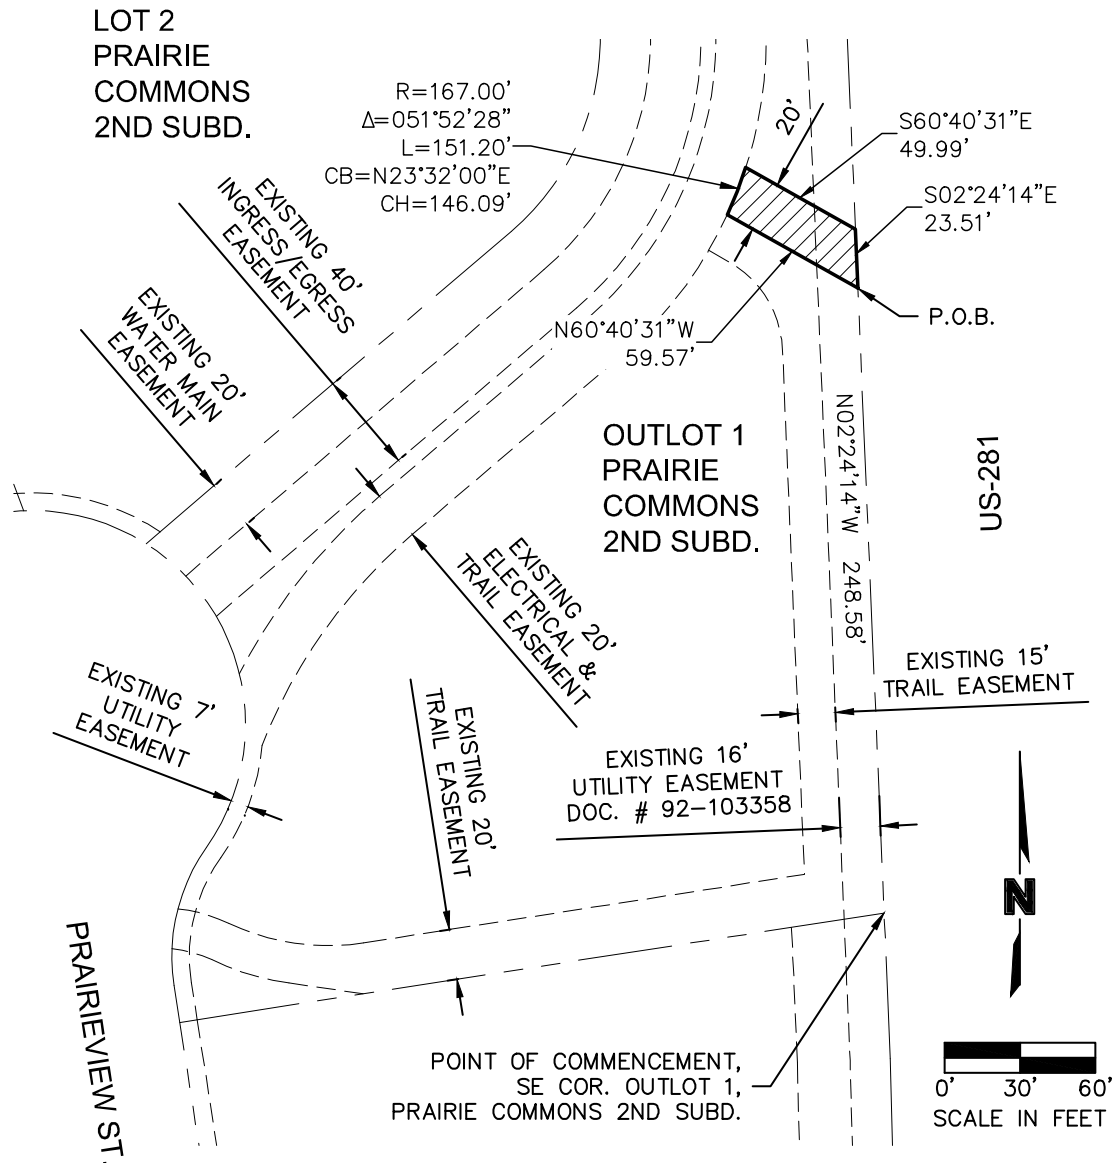 LOT 2
PRAIRIE
COMMONS
2ND SUBD.
R=167.00'
Δ=051°52'28"
L=151.20'
CB=N23°32'00"E
CH=146.09'
20'
S60°40'31"E
49.99'
S02°24'14"E
23.51'
P.O.B.
N60°40'31"W
59.57'
EXISTING 40'
INGRESS/EGRESS
EASEMENT
EXISTING 20'
WATER MAIN
EASEMENT
OUTLOT 1
PRAIRIE
COMMONS
2ND SUBD.
N02°24'14"W 248.58'
US-281
EXISTING 20'
ELECTRICAL &
TRAIL EASEMENT
EXISTING 7'
UTILITY
EASEMENT
EXISTING 20'
TRAIL EASEMENT
EXISTING 15'
TRAIL EASEMENT
EXISTING 16'
UTILITY EASEMENT
DOC. # 92-103358
N
PRAIRIEVIEW ST.
POINT OF COMMENCEMENT,
SE COR. OUTLOT 1,
PRAIRIE COMMONS 2ND SUBD.
0' 30' 60'
SCALE IN FEET